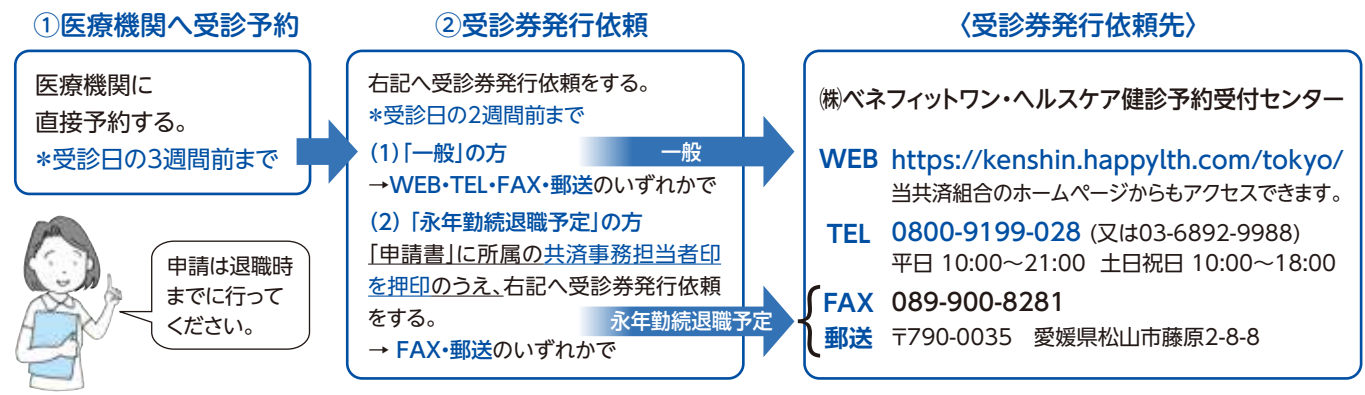 ①医療機関へ受診予約
医療機関に
直接予約する。
*受診日の3週間前まで
申請は退職時
までに行って
ください。
②受診券発行依頼
右記へ受診券発行依頼をする。
*受診日の2週間前まで
(1)「一般」の方
→WEB・TEL・FAX・郵送のいずれかで
(2)「永年勤続退職予定」の方
「申請書」に所属の共済事務担当者印
を押印のうえ、右記へ受診券発行依頼
をする。
→ FAX・郵送のいずれかで
一般
永年勤続退職予定
〈受診券発行依頼先〉
㈱ベネフィットワン・ヘルスケア健診予約受付センター
WEB https://kenshin.happylth.com/tokyo/
当共済組合のホームページからもアクセスできます。
TEL 0800-9199-028 (又は03-6892-9988)
平日 10:00～21:00 土日祝日 10:00～18:00
FAX 089-900-8281
郵送 〒790-0035 愛媛県松山市藤原2-8-8